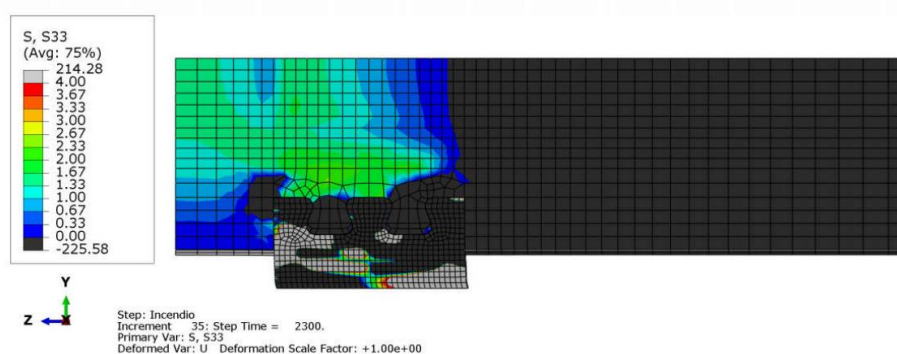 S, S33
(Avg: 75%)
214.28
4.00
3.67
3.33
3.00
2.67
2.33
2.00
1.67
1.33
1.00
0.67
0.33
0.00
-225.58
Y
Z X
Step: Incendio
Increment 35: Step Time = 2300.
Primary Var: S, S33
Deformed Var: U Deformation Scale Factor: +1.00e+00